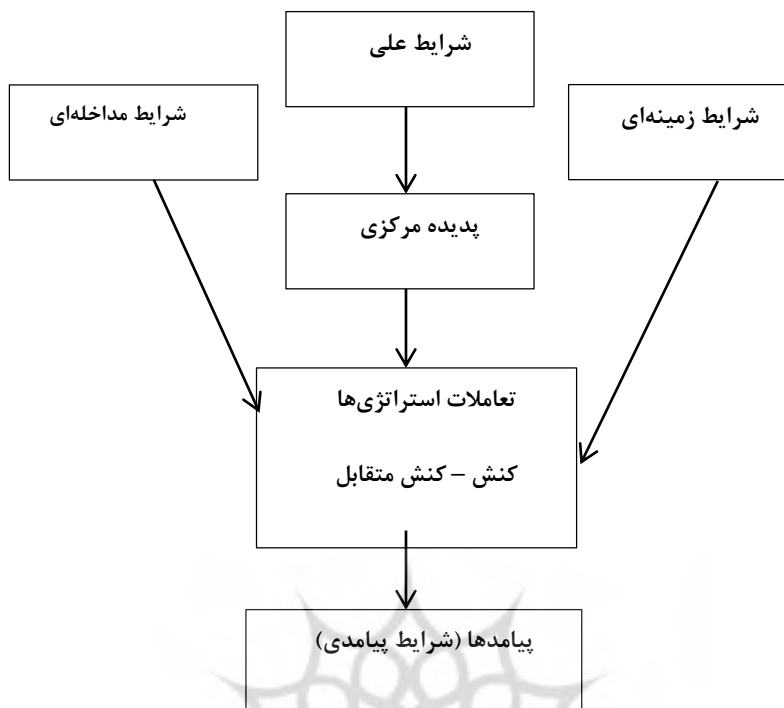 شرایط علی
شرایط زمینه‌ای
شرایط مداخله‌ای
پدیده مرکزی
تعاملات استراتژی‌ها
کنش – کنش متقابل
پیامدها (شرایط پیامدی)